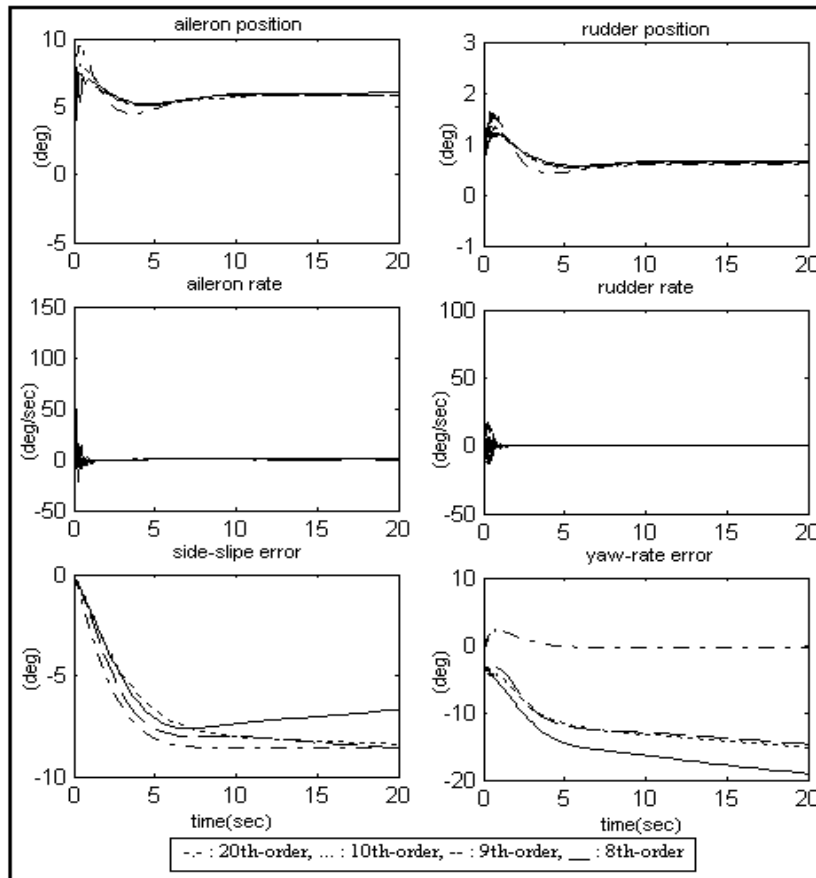 aileron position
rudder position
10
5
0
-5
(deg)
0 5 10 15 20
3
2
1
0
-1
(deg)
0 5 10 15 20
aileron rate
rudder rate
150
100
50
0
-50
(deg/sec)
0 5 10 15 20
100
50
0
-50
(deg/sec)
0 5 10 15 20
side-slipe error
yaw-rate error
0
-5
-10
(deg)
0 5 10 15 20
time(sec)
10
0
-10
-20
(deg)
0 5 10 15 20
time(sec)
-.- : 20th-order, ... : 10th-order, -- : 9th-order, __ : 8th-order